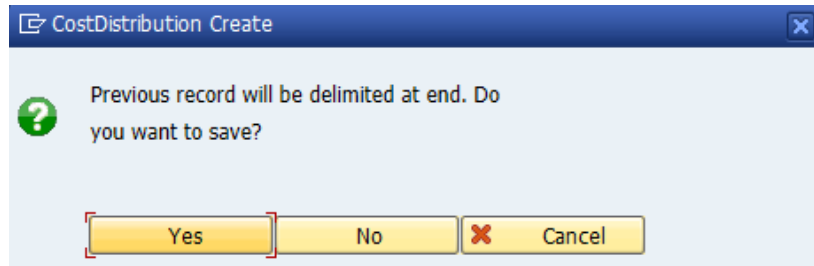 CostDistribution Create
Previous record will be delimited at end. Do
you want to save?
Yes No Cancel